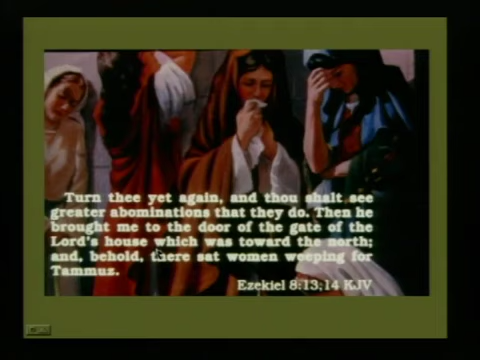 Turn thee yet again, and thou shalt see
greater abominations that they do. Then he
brought me to the door of the gate of the
Lord's house which was toward the north;
and, behold, there sat women weeping for
Tammuz.
Ezekiel 8:13,14 KJV